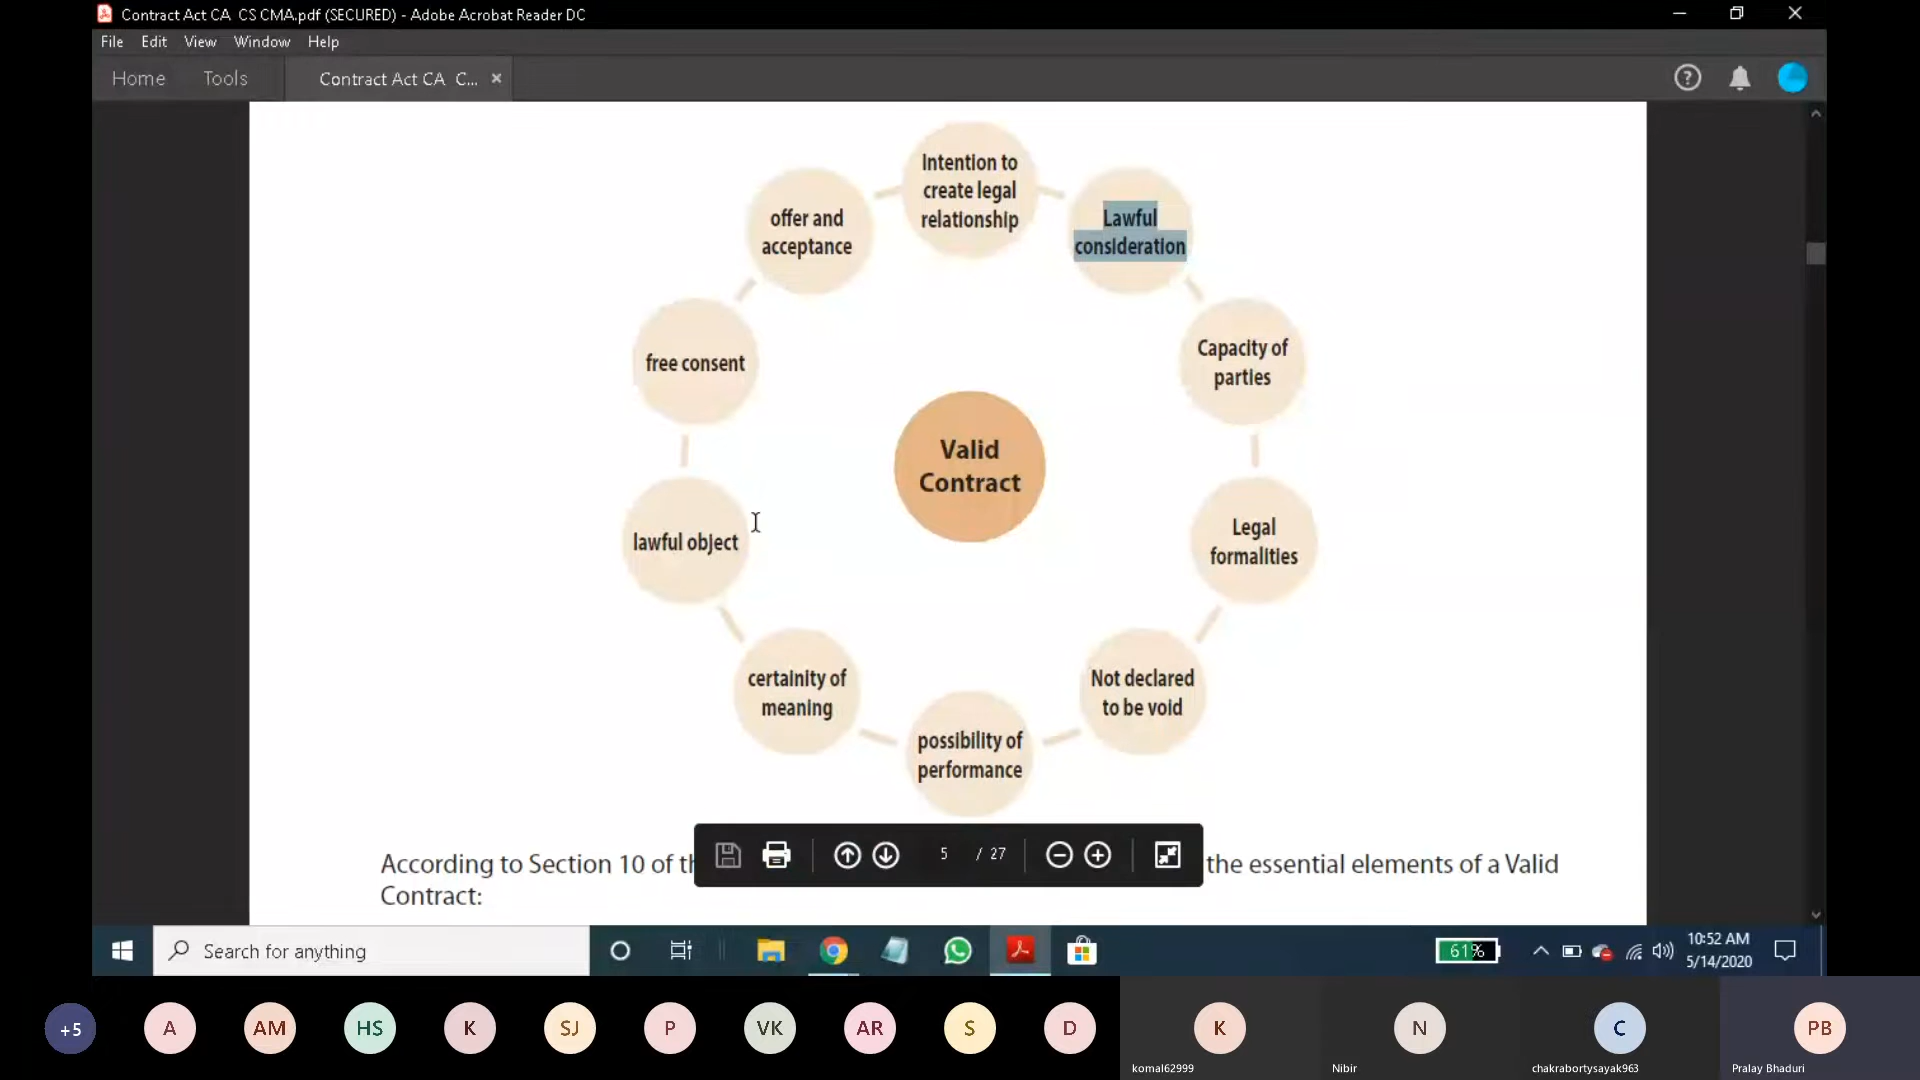 Contract Act CA CS CMA.pdf (SECURED) - Adobe Acrobat Reader DC
File Edit View Window Help
Home Tools Contract Act CA C... ×
Intention to
create legal
relationship
offer and
acceptance
Lawful
consideration
free consent
Capacity of
parties
Valid
Contract
lawful object
Legal
formalities
certainity of
meaning
Not declared
to be void
possibility of
performance
According to Section 10 of th
5 / 27
the essential elements of a Valid
Contract:
Search for anything
61%
10:52 AM
5/14/2020
+5 A AM HS K SJ P VK AR S D K N C PB
komal62999 Nibir chakrabortysayak963 Pralay Bhaduri